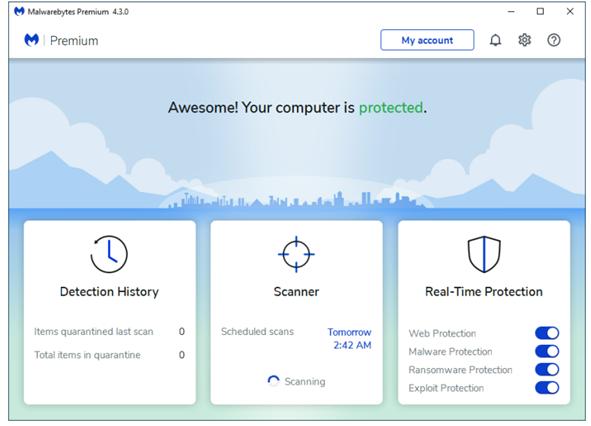 Malwarebytes Premium 4.3.0
Premium
My account
Awesome! Your computer is protected.
Detection History
Items quarantined last scan 0
Total items in quarantine 0
Scanner
Scheduled scans Tomorrow
2:42 AM
Scanning
Real-Time Protection
Web Protection
Malware Protection
Ransomware Protection
Exploit Protection